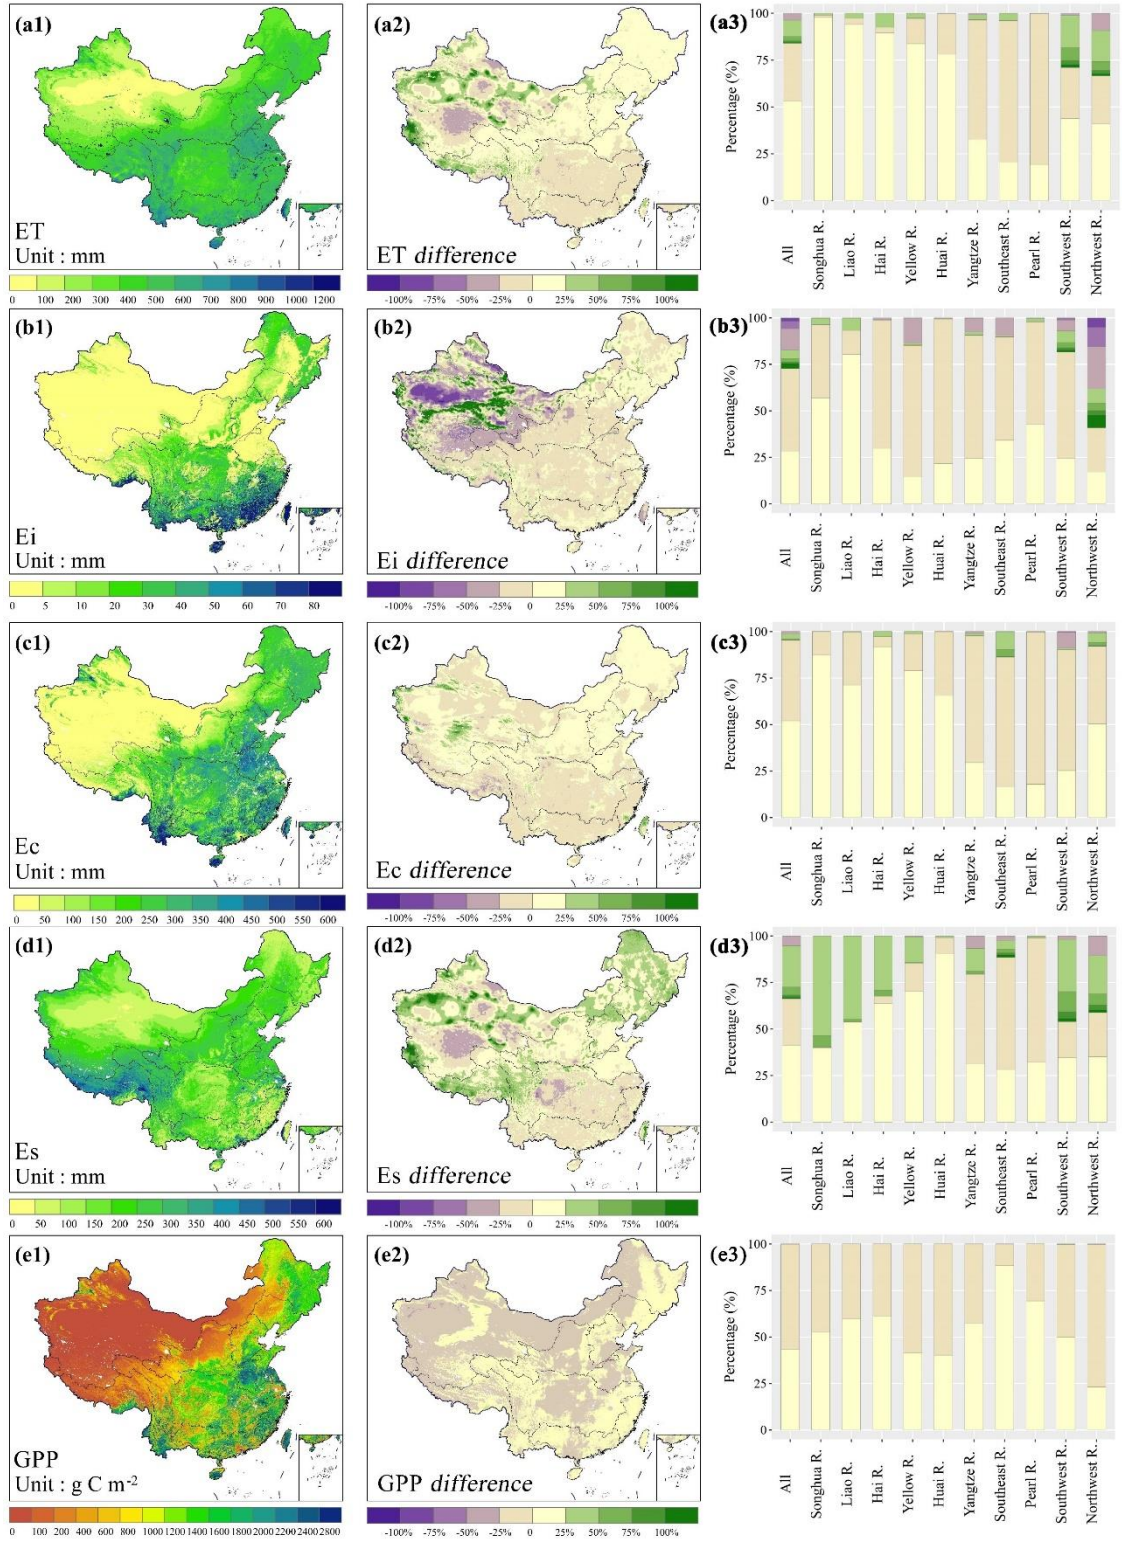 (a1)
ET
Unit : mm
0 100 200 300 400 500 600 700 800 900 1000 1200
(a2)
ET difference
-100% -75% -50% -25% 0 25% 50% 75%
(a3)
Percentage (%)
100
75
50
25
0
All
Songhua R.
Liao R.
Hai R.
Yellow R.
Huai R.
Yangtze R.
Southeast R.
Pearl R.
Southwest R.
Northwest R.
(b1)
Ei
Unit : mm
0 5 10 20 30 40 50 60 70 80
(b2)
Ei difference
-100% -75% -50% -25% 0 25% 50% 75%
(b3)
Percentage (%)
100
75
50
25
0
All
Songhua R.
Liao R.
Hai R.
Yellow R.
Huai R.
Yangtze R.
Southeast R.
Pearl R.
Southwest R.
Northwest R.
(c1)
Ec
Unit : mm
0 50 100 150 200 250 300 350 400 450 500 600
(c2)
Ec difference
-100% -75% -50% -25% 0 25% 50% 75%
(c3)
Percentage (%)
100
75
50
25
0
All
Songhua R.
Liao R.
Hai R.
Yellow R.
Huai R.
Yangtze R.
Southeast R.
Pearl R.
Southwest R.
Northwest R.
(d1)
Es
Unit : mm
0 50 100 150 200 250 300 350 400 450 500 550 600
(d2)
Es difference
-100% -75% -50% -25% 0 25% 50% 75%
(d3)
Percentage (%)
100
75
50
25
0
All
Songhua R.
Liao R.
Hai R.
Yellow R.
Huai R.
Yangtze R.
Southeast R.
Pearl R.
Southwest R.
Northwest R.
(e1)
GPP
Unit : g C m⁻²
0 100 200 400 600 800 1000 1200 1400 1600 1800 2000 2200 2400 2800
(e2)
GPP difference
-100% -75% -50% -25% 0 25% 50% 75%
(e3)
Percentage (%)
100
75
50
25
0
All
Songhua R.
Liao R.
Hai R.
Yellow R.
Huai R.
Yangtze R.
Southeast R.
Pearl R.
Southwest R.
Northwest R.